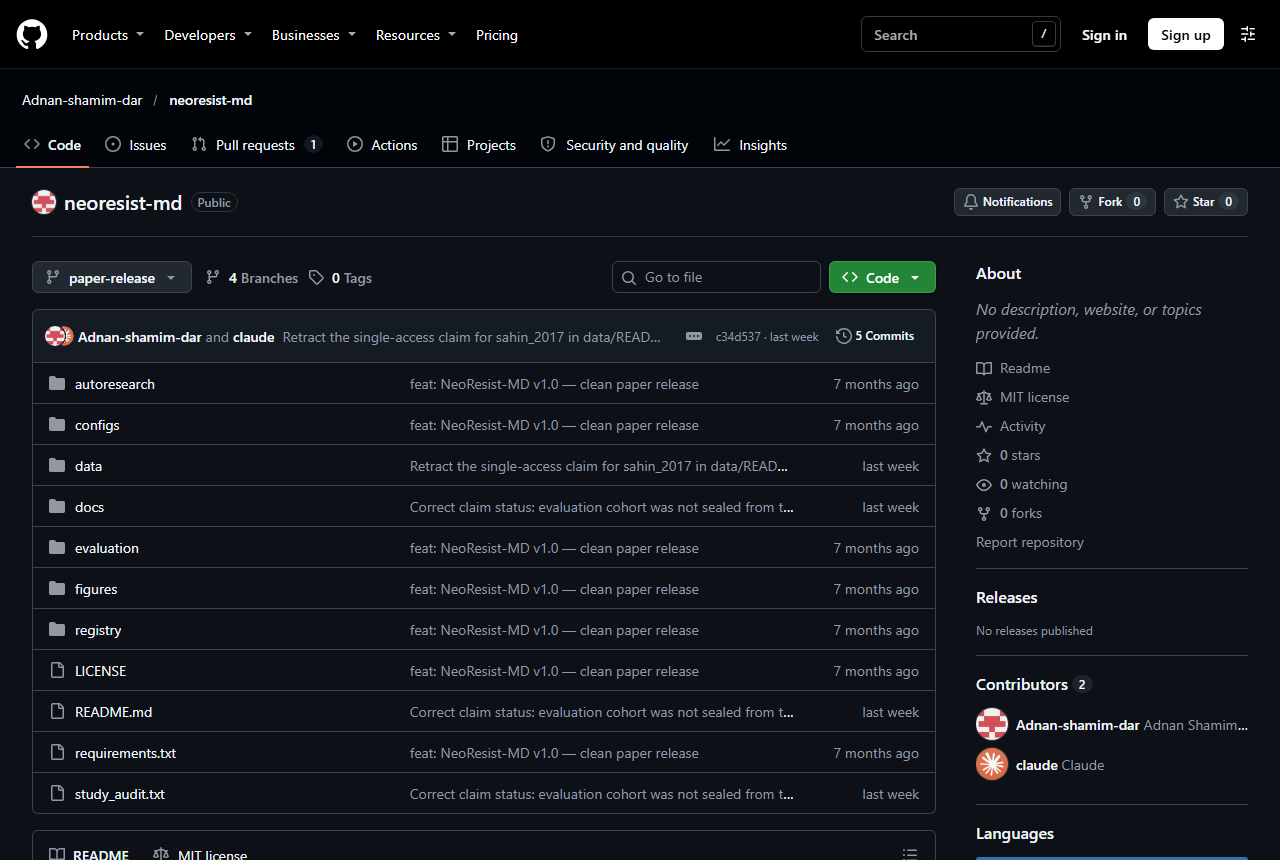 Products Developers Businesses Resources Pricing Search / Sign in Sign up
Adnan-shamim-dar / neoresist-md
Code Issues Pull requests 1 Actions Projects Security and quality Insights
neoresist-md Public Notifications Fork 0 Star 0
paper-release 4 Branches 0 Tags Go to file Code
Adnan-shamim-dar and claude Retract the single-access claim for sahin_2017 in data/READ... c34d537 · last week 5 Commits
autoresearch feat: NeoResist-MD v1.0 — clean paper release 7 months ago
configs feat: NeoResist-MD v1.0 — clean paper release 7 months ago
data Retract the single-access claim for sahin_2017 in data/READ... last week
docs Correct claim status: evaluation cohort was not sealed from t... last week
evaluation feat: NeoResist-MD v1.0 — clean paper release 7 months ago
figures feat: NeoResist-MD v1.0 — clean paper release 7 months ago
registry feat: NeoResist-MD v1.0 — clean paper release 7 months ago
LICENSE feat: NeoResist-MD v1.0 — clean paper release 7 months ago
README.md Correct claim status: evaluation cohort was not sealed from t... last week
requirements.txt feat: NeoResist-MD v1.0 — clean paper release 7 months ago
study_audit.txt Correct claim status: evaluation cohort was not sealed from t... last week
README MIT license
About
No description, website, or topics
provided.
Readme
MIT license
Activity
0 stars
0 watching
0 forks
Report repository
Releases
No releases published
Contributors 2
Adnan-shamim-dar Adnan Shamim...
claude Claude
Languages